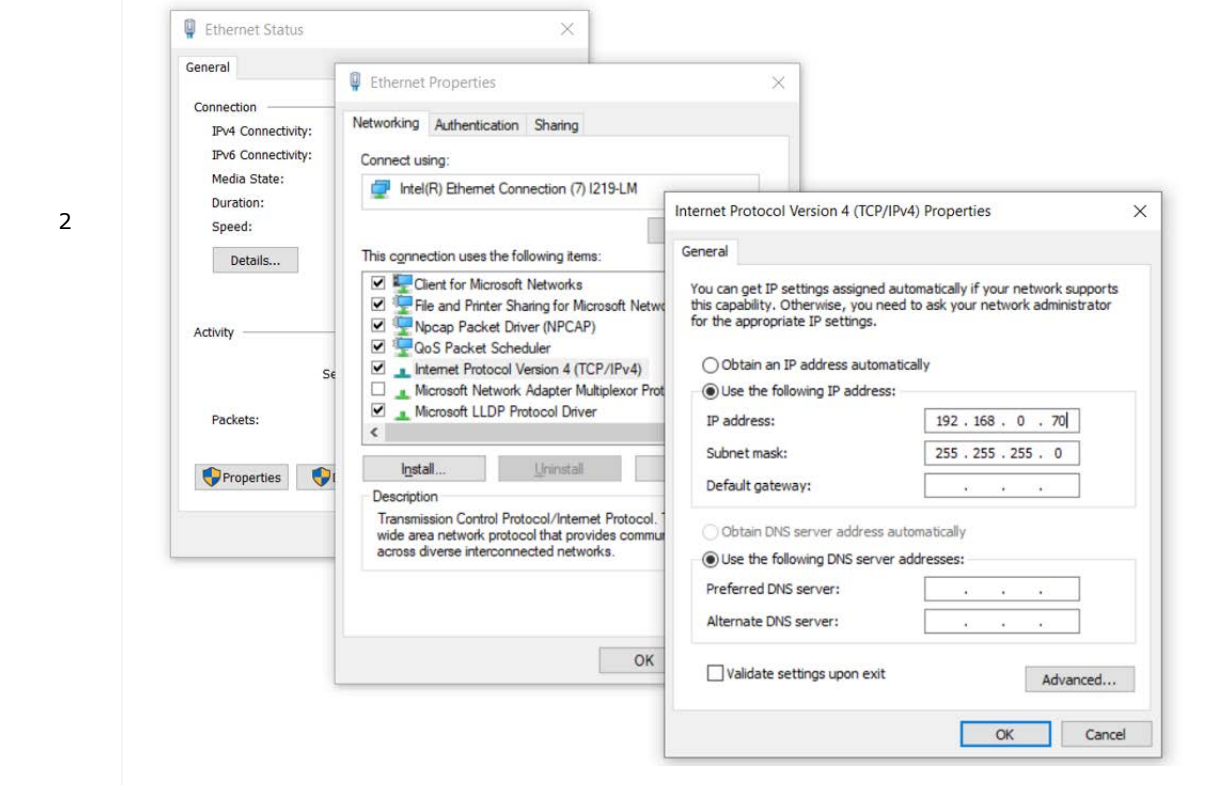 2
Ethernet Status
General
Connection
IPv4 Connectivity:
IPv6 Connectivity:
Media State:
Duration:
Speed:
Details...
Activity
Se
Packets:
Properties
Ethernet Properties
Networking Authentication Sharing
Connect using:
Intel(R) Ethernet Connection (7) I219-LM
This connection uses the following items:
Client for Microsoft Networks
File and Printer Sharing for Microsoft Netwo
Npcap Packet Driver (NPCAP)
QoS Packet Scheduler
Internet Protocol Version 4 (TCP/IPv4)
Microsoft Network Adapter Multiplexor Prot
Microsoft LLDP Protocol Driver
Install... Uninstall
Description
Transmission Control Protocol/Internet Protocol.
wide area network protocol that provides commun
across diverse interconnected networks.
OK
Internet Protocol Version 4 (TCP/IPv4) Properties
General
You can get IP settings assigned automatically if your network supports
this capability. Otherwise, you need to ask your network administrator
for the appropriate IP settings.
Obtain an IP address automatically
Use the following IP address:
IP address: 192 . 168 . 0 . 70
Subnet mask: 255 . 255 . 255 . 0
Default gateway: . . .
Obtain DNS server address automatically
Use the following DNS server addresses:
Preferred DNS server: . . .
Alternate DNS server: . . .
Validate settings upon exit
Advanced...
OK Cancel